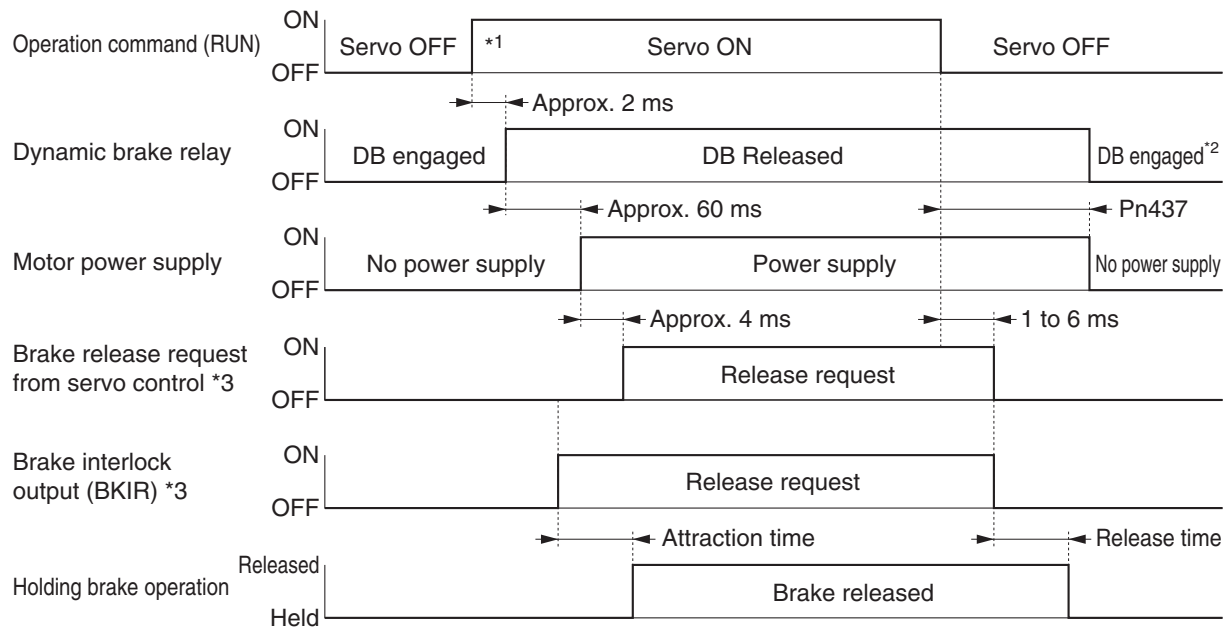 Operation command (RUN)
ON
OFF
Servo OFF
*1
Servo ON
Servo OFF
Approx. 2 ms
Dynamic brake relay
ON
OFF
DB engaged
DB Released
DB engaged*2
Approx. 60 ms
Pn437
Motor power supply
ON
OFF
No power supply
Power supply
No power supply
Approx. 4 ms
1 to 6 ms
Brake release request
from servo control *3
ON
OFF
Release request
Brake interlock
output (BKIR) *3
ON
OFF
Release request
Attraction time
Release time
Holding brake operation
Released
Held
Brake released